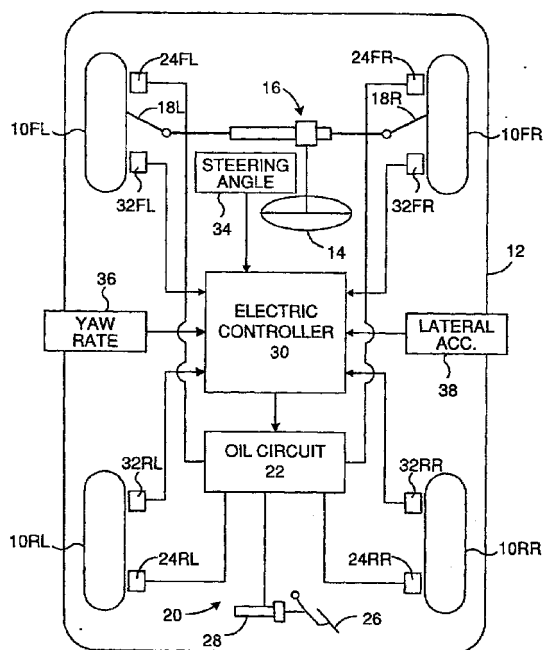 24FL
24FR
16
18L
18R
10FL
10FR
STEERING
ANGLE
32FL
34
32FR
14
12
36
YAW
RATE
ELECTRIC
CONTROLLER
30
LATERAL
ACC.
38
OIL CIRCUIT
22
32RL
32RR
10RL
10RR
24RL
24RR
20
28
26